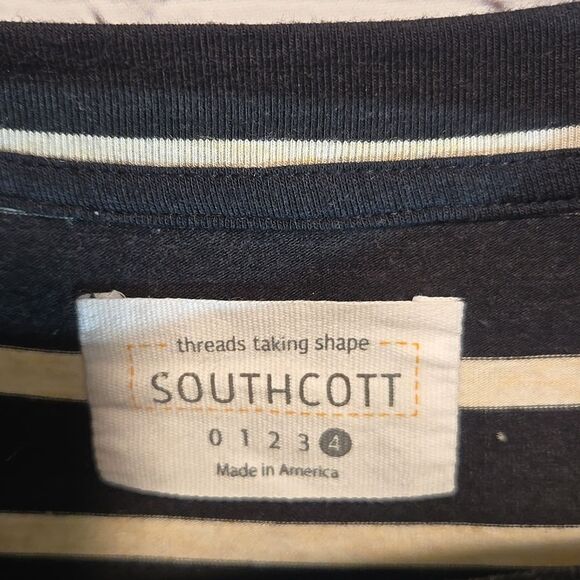 threads taking shape
SOUTHCOTT
0 1 2 3 4
Made in America